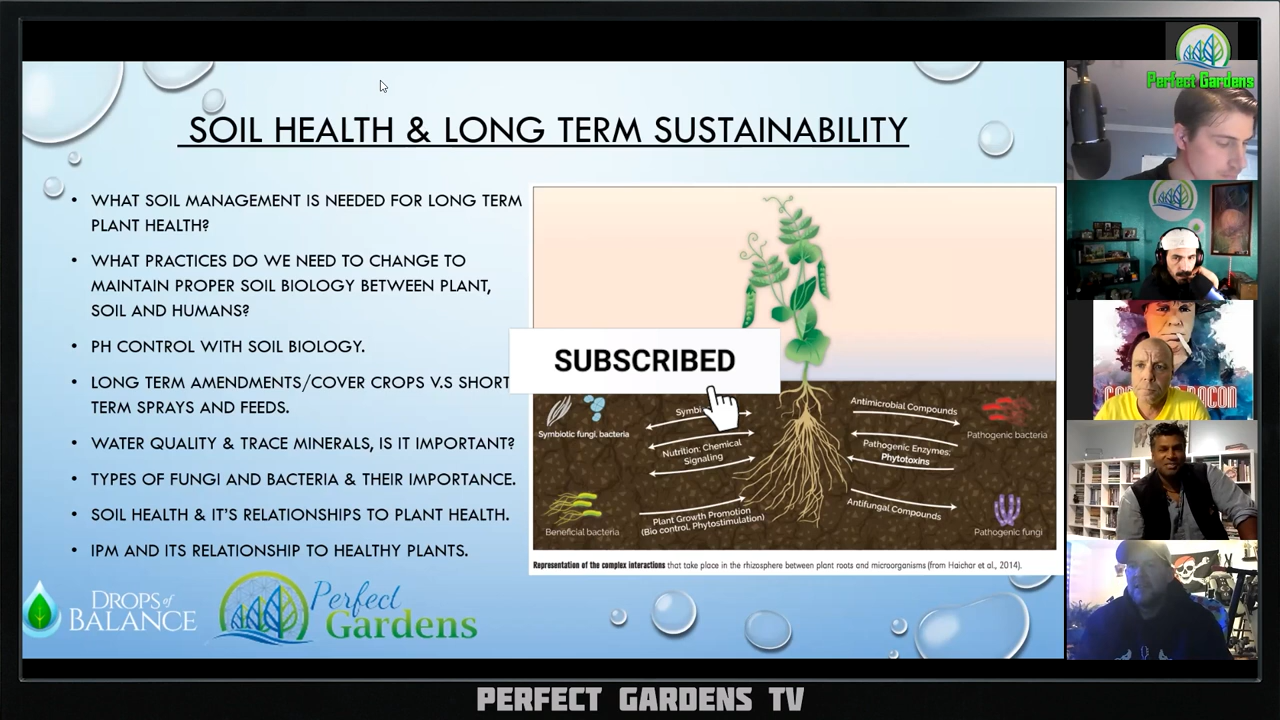 Perfect Gardens
SOIL HEALTH & LONG TERM SUSTAINABILITY
• WHAT SOIL MANAGEMENT IS NEEDED FOR LONG TERM
PLANT HEALTH?
• WHAT PRACTICES DO WE NEED TO CHANGE TO
MAINTAIN PROPER SOIL BIOLOGY BETWEEN PLANT,
SOIL AND HUMANS?
• PH CONTROL WITH SOIL BIOLOGY.
• LONG TERM AMENDMENTS/COVER CROPS V.S SHORT
TERM SPRAYS AND FEEDS.
• WATER QUALITY & TRACE MINERALS, IS IT IMPORTANT?
• TYPES OF FUNGI AND BACTERIA & THEIR IMPORTANCE.
• SOIL HEALTH & IT'S RELATIONSHIPS TO PLANT HEALTH.
• IPM AND ITS RELATIONSHIP TO HEALTHY PLANTS.
SUBSCRIBED
Symbiotic fungi, bacteria
Nutrition; Chemical
Signaling
Beneficial bacteria
Plant Growth Promotion
(Bio control, Phytostimulation)
Antimicrobial Compounds
Pathogenic bacteria
Pathogenic Enzymes;
Phytotoxins
Antifungal Compounds
Pathogenic fungi
Representation of the complex interactions that take place in the rhizosphere between plant roots and microorganisms (from Haichar et al., 2014).
DROPS of
BALANCE
Perfect
Gardens
PERFECT GARDENS TV